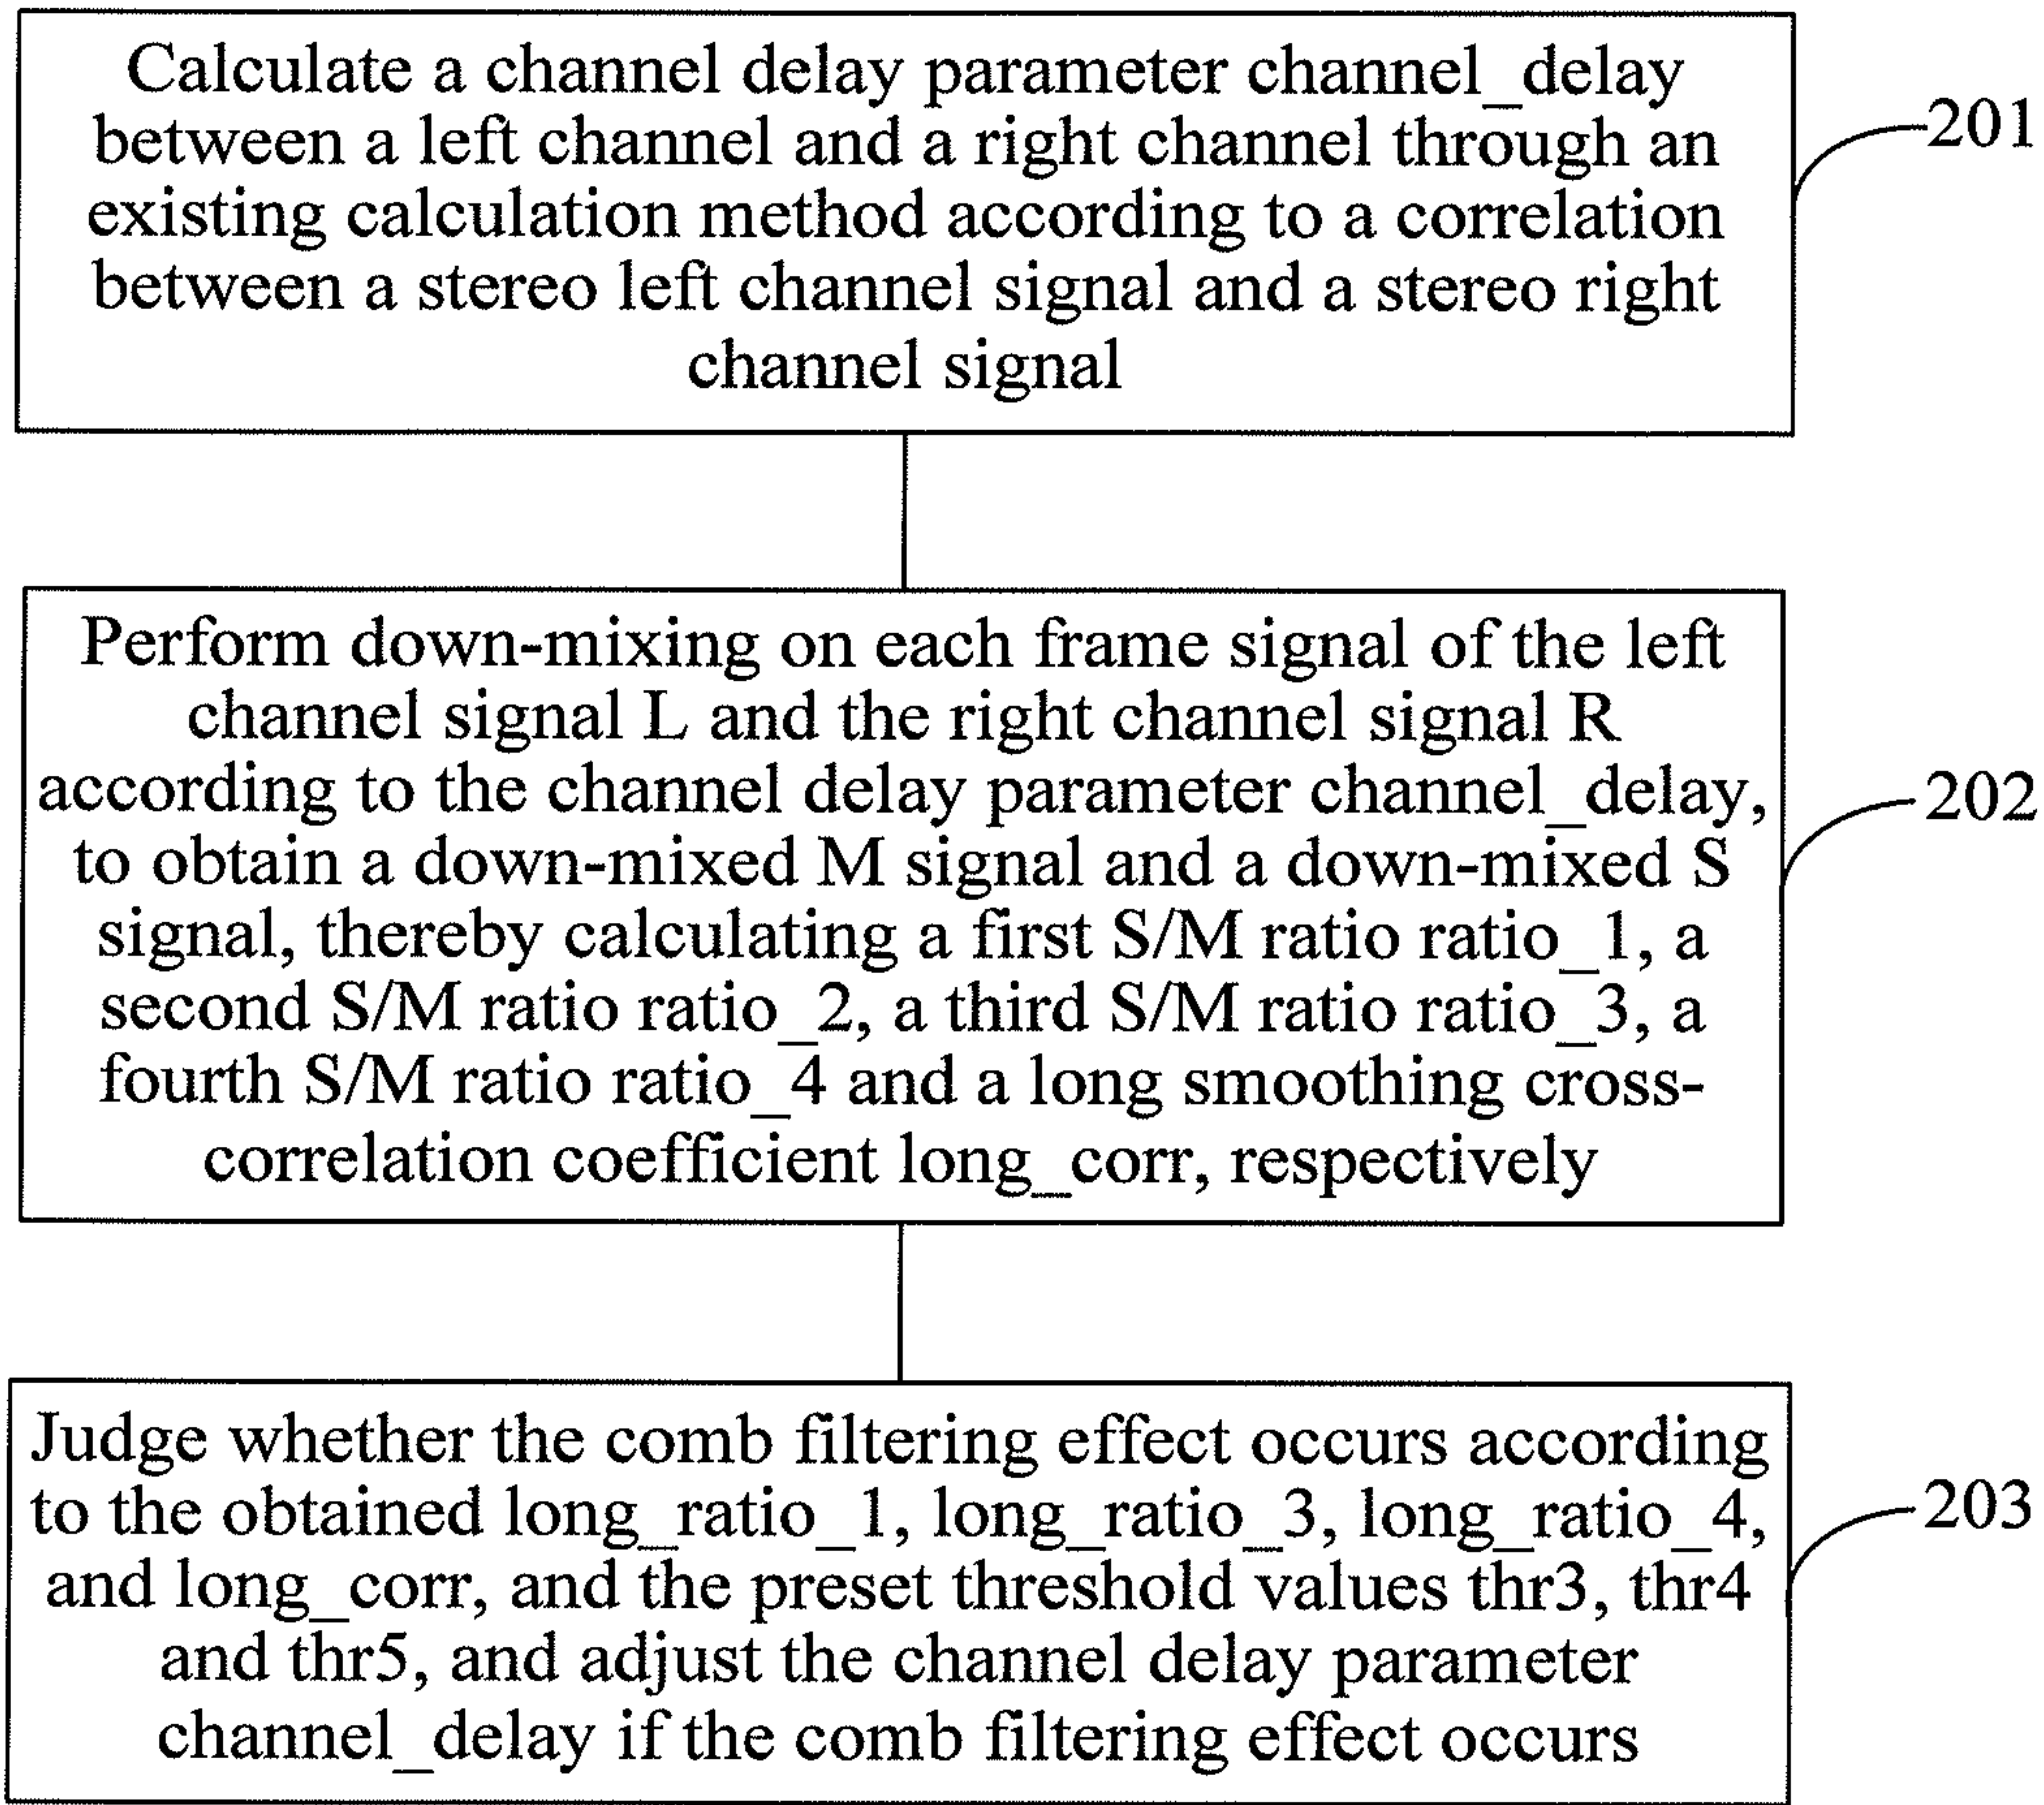 Calculate a channel delay parameter channel_delay
between a left channel and a right channel through an
existing calculation method according to a correlation
between a stereo left channel signal and a stereo right
channel signal
201
Perform down-mixing on each frame signal of the left
channel signal L and the right channel signal R
according to the channel delay parameter channel_delay,
to obtain a down-mixed M signal and a down-mixed S
signal, thereby calculating a first S/M ratio ratio_1, a
second S/M ratio ratio_2, a third S/M ratio ratio_3, a
fourth S/M ratio ratio_4 and a long smoothing cross-
correlation coefficient long_corr, respectively
202
Judge whether the comb filtering effect occurs according
to the obtained long_ratio_1, long_ratio_3, long_ratio_4,
and long_corr, and the preset threshold values thr3, thr4
and thr5, and adjust the channel delay parameter
channel_delay if the comb filtering effect occurs
203